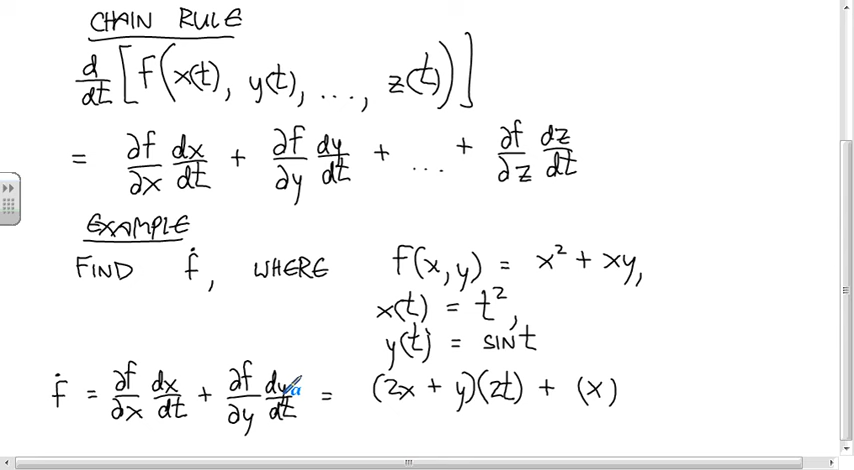 CHAIN RULE
d/dt [f(x(t), y(t), ..., z(t))]
= ∂f/∂x dx/dt + ∂f/∂y dy/dt + ... + ∂f/∂z dz/dt
EXAMPLE
FIND ḟ, WHERE f(x,y) = x² + xy,
x(t) = t²,
y(t) = SIN t
ḟ = ∂f/∂x dx/dt + ∂f/∂y dy/dt = (2x + y)(2t) + (x)